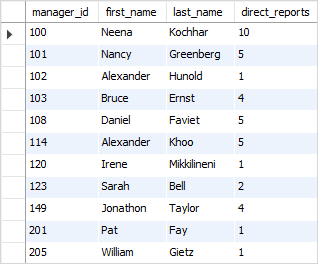 manager_id first_name last_name direct_reports
100 Neena Kochhar 10
101 Nancy Greenberg 5
102 Alexander Hunold 1
103 Bruce Ernst 4
108 Daniel Faviet 5
114 Alexander Khoo 5
120 Irene Mikkilineni 1
123 Sarah Bell 2
149 Jonathon Taylor 4
201 Pat Fay 1
205 William Gietz 1